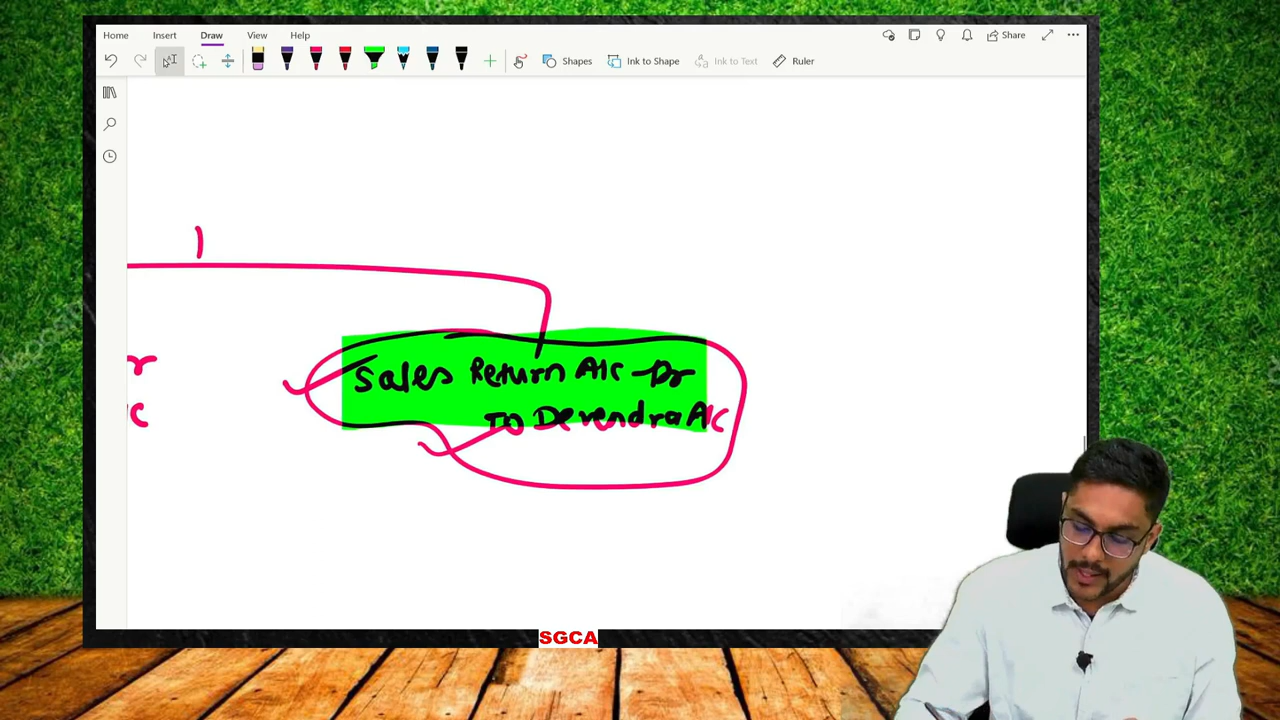 Home Insert Draw View Help
Share
Shapes Ink to Shape Ink to Text Ruler
r
Sales Return A/c Dr
C
To Devendra A/c
SGCA